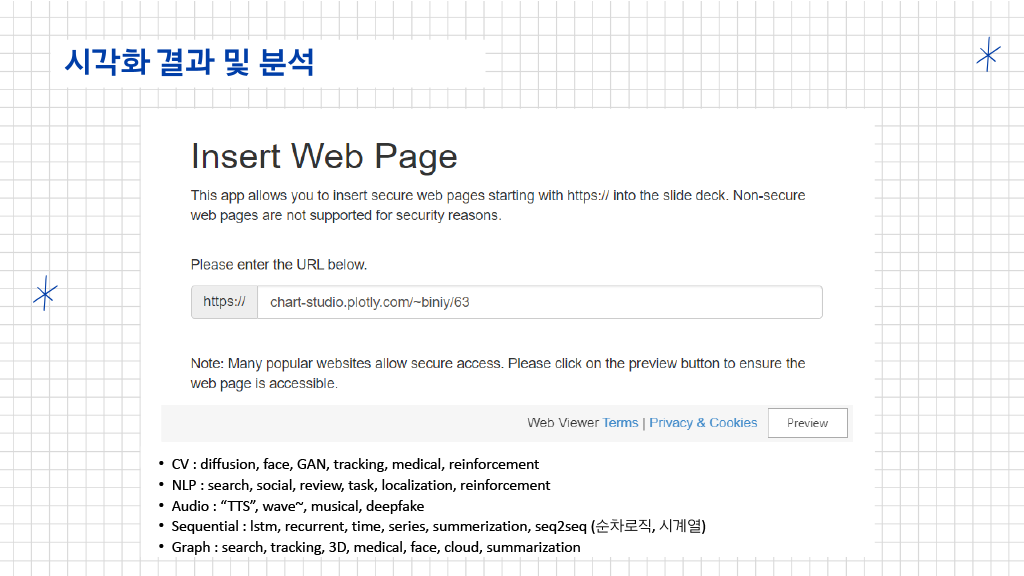 시각화 결과 및 분석
Insert Web Page
This app allows you to insert secure web pages starting with https:// into the slide deck. Non-secure
web pages are not supported for security reasons.
Please enter the URL below.
https:// chart-studio.plotly.com/~biniy/63
Note: Many popular websites allow secure access. Please click on the preview button to ensure the
web page is accessible.
Web Viewer Terms | Privacy & Cookies Preview
• CV : diffusion, face, GAN, tracking, medical, reinforcement
• NLP : search, social, review, task, localization, reinforcement
• Audio : “TTS”, wave~, musical, deepfake
• Sequential : lstm, recurrent, time, series, summerization, seq2seq (순차로직, 시계열)
• Graph : search, tracking, 3D, medical, face, cloud, summarization